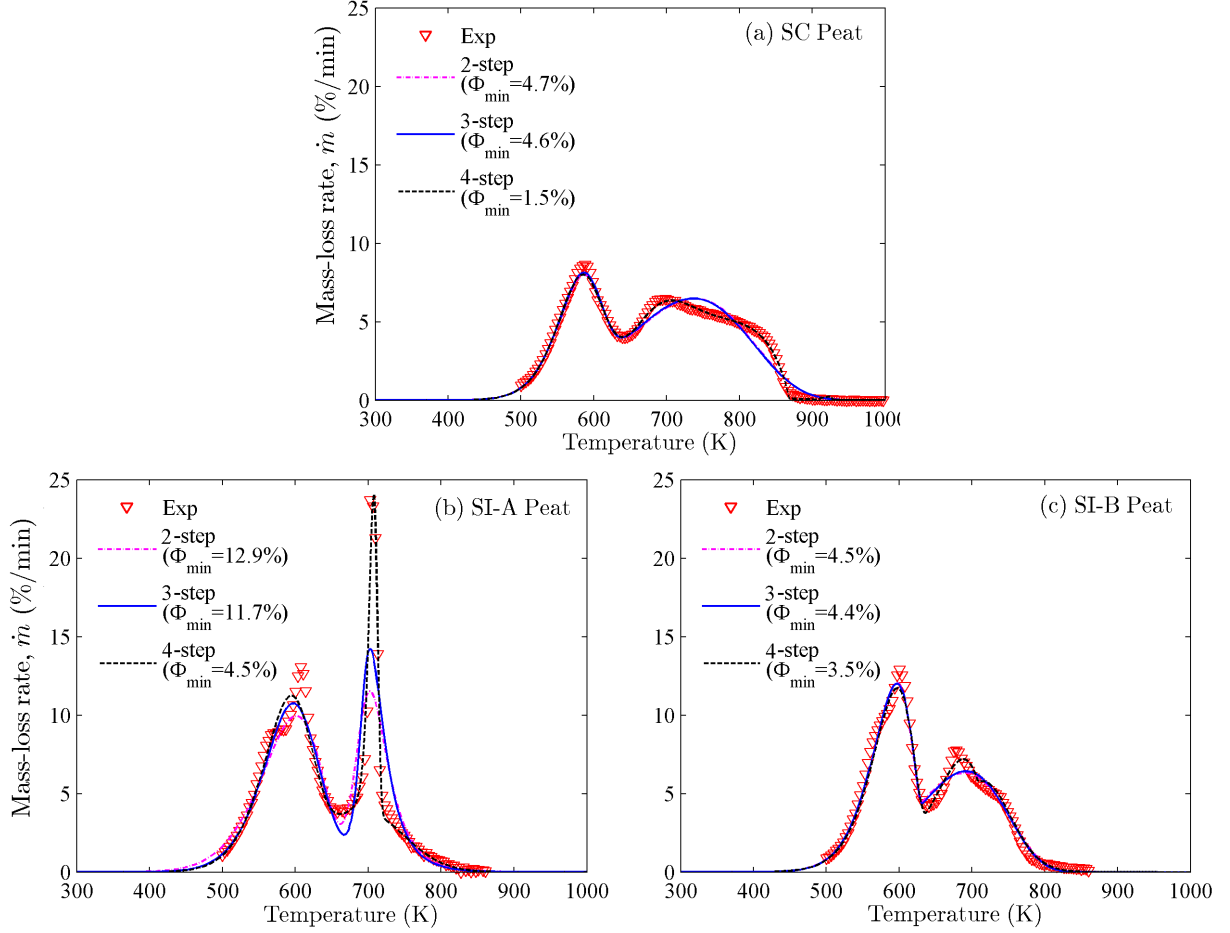 25
20
15
10
5
0
Mass-loss rate, ṁ (%/min)
(a) SC Peat
Exp
2-step
(Φmin=4.7%)
3-step
(Φmin=4.6%)
4-step
(Φmin=1.5%)
300 400 500 600 700 800 900 1000
Temperature (K)
25
20
15
10
5
0
Mass-loss rate, ṁ (%/min)
(b) SI-A Peat
Exp
2-step
(Φmin=12.9%)
3-step
(Φmin=11.7%)
4-step
(Φmin=4.5%)
300 400 500 600 700 800 900 1000
Temperature (K)
25
20
15
10
5
0
(c) SI-B Peat
Exp
2-step
(Φmin=4.5%)
3-step
(Φmin=4.4%)
4-step
(Φmin=3.5%)
300 400 500 600 700 800 900 1000
Temperature (K)